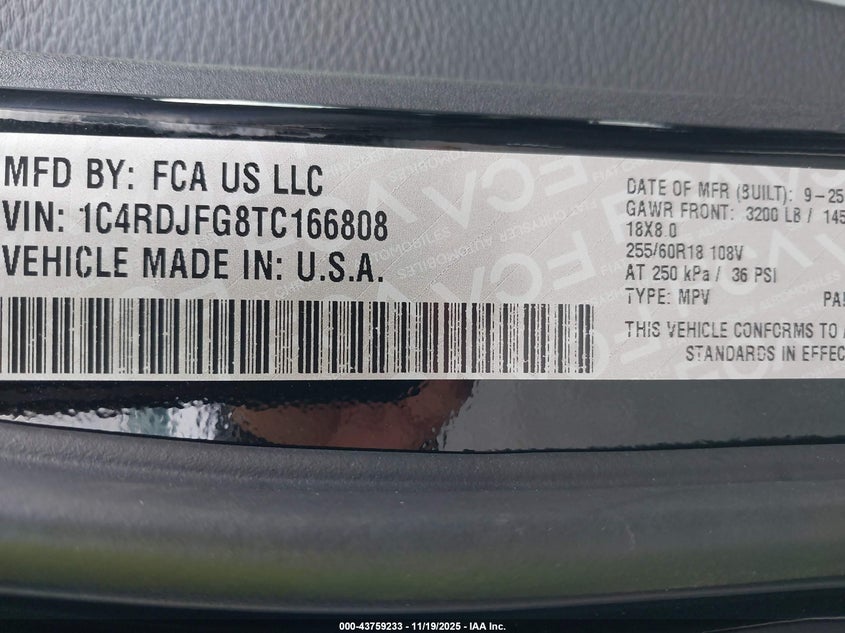 MFD BY: FCA US LLC
VIN: 1C4RDJFG8TC166808
VEHICLE MADE IN: U.S.A.
DATE OF MFR (BUILT): 9-25
GAWR FRONT: 3200 LB / 145
18X8.0
255/60R18 108V
AT 250 kPa / 36 PSI
TYPE: MPV PA
THIS VEHICLE CONFORMS TO
STANDARDS IN EFFEC
000-43759233 - 11/19/2025 - IAA Inc.